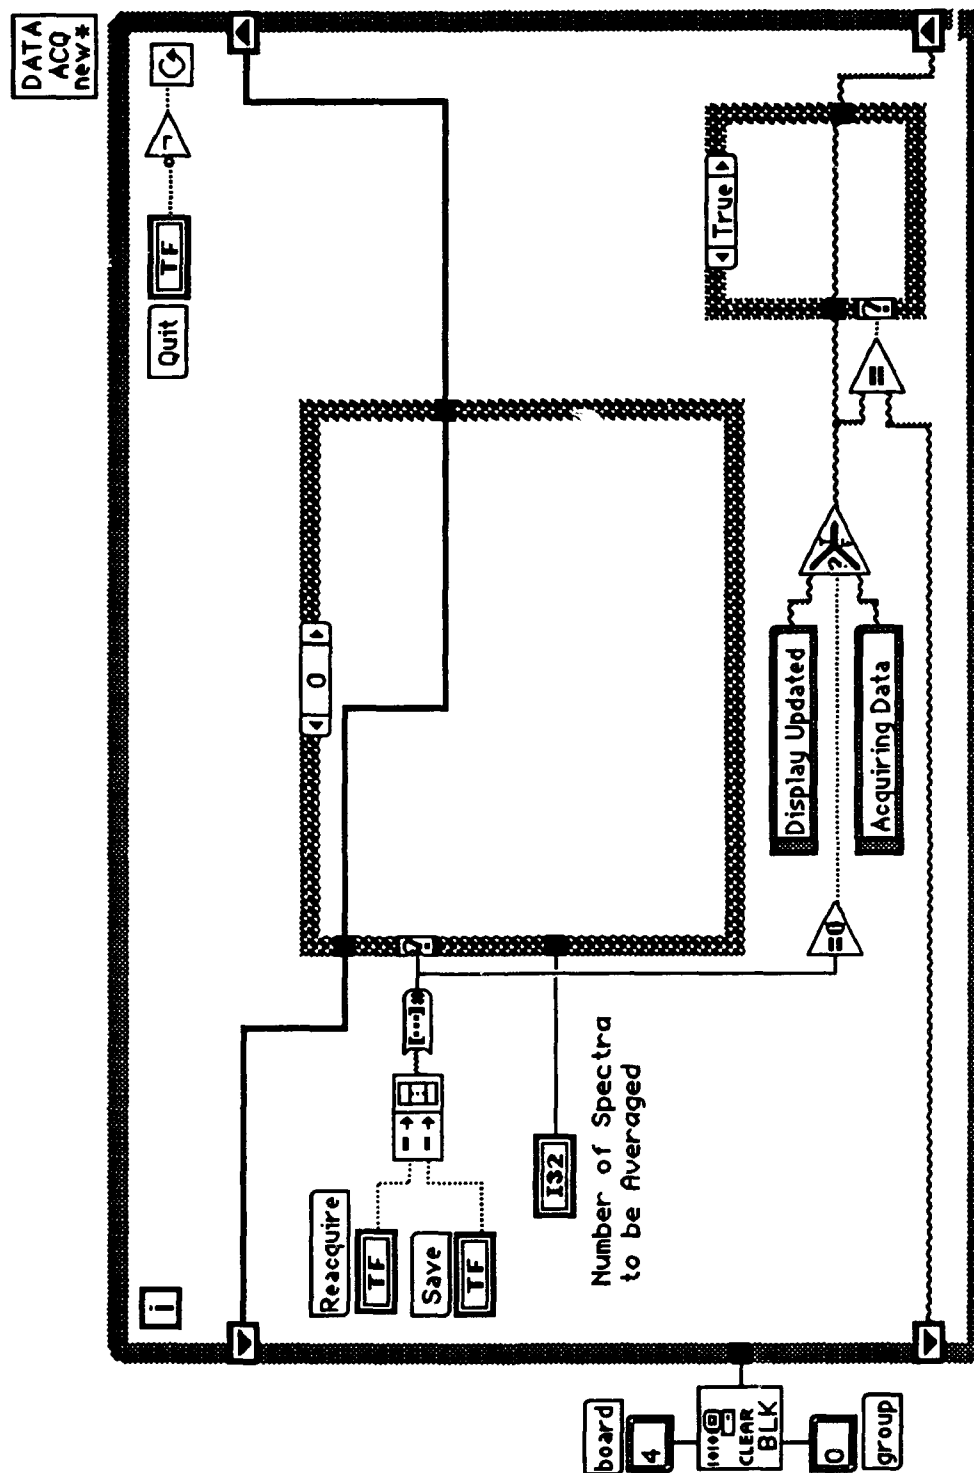 DATA
ACQ
new*
i
Quit
TF
Reacquire
TF
Save
TF
[...]#
0
I32
Number of Spectra
to be Averaged
?
=0
Display Updated
Acquiring Data
?
T
F
=
True
?
board
4
CLEAR
BLK
0
group